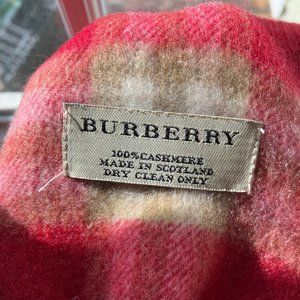 BURBERRY
100%CASHMERE
MADE IN SCOTLAND
DRY CLEAN ONLY